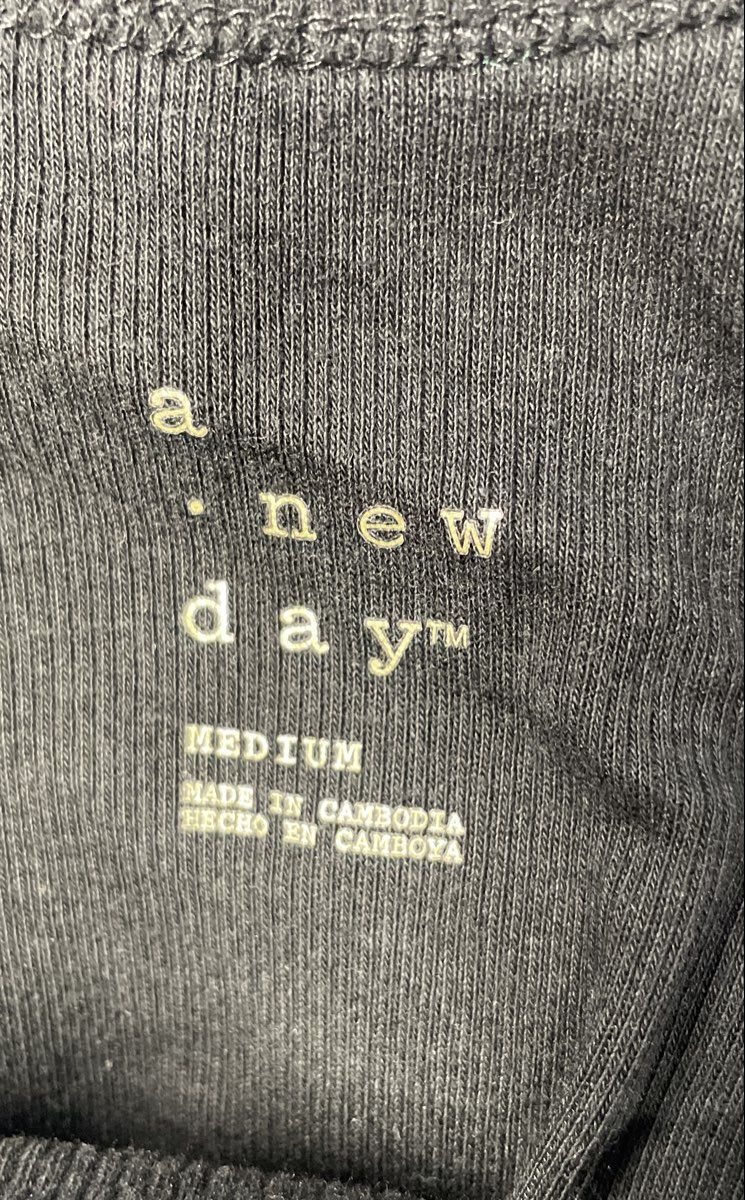 a
· new
day™
MEDIUM
MADE IN CAMBODIA
HECHO EN CAMBOYA